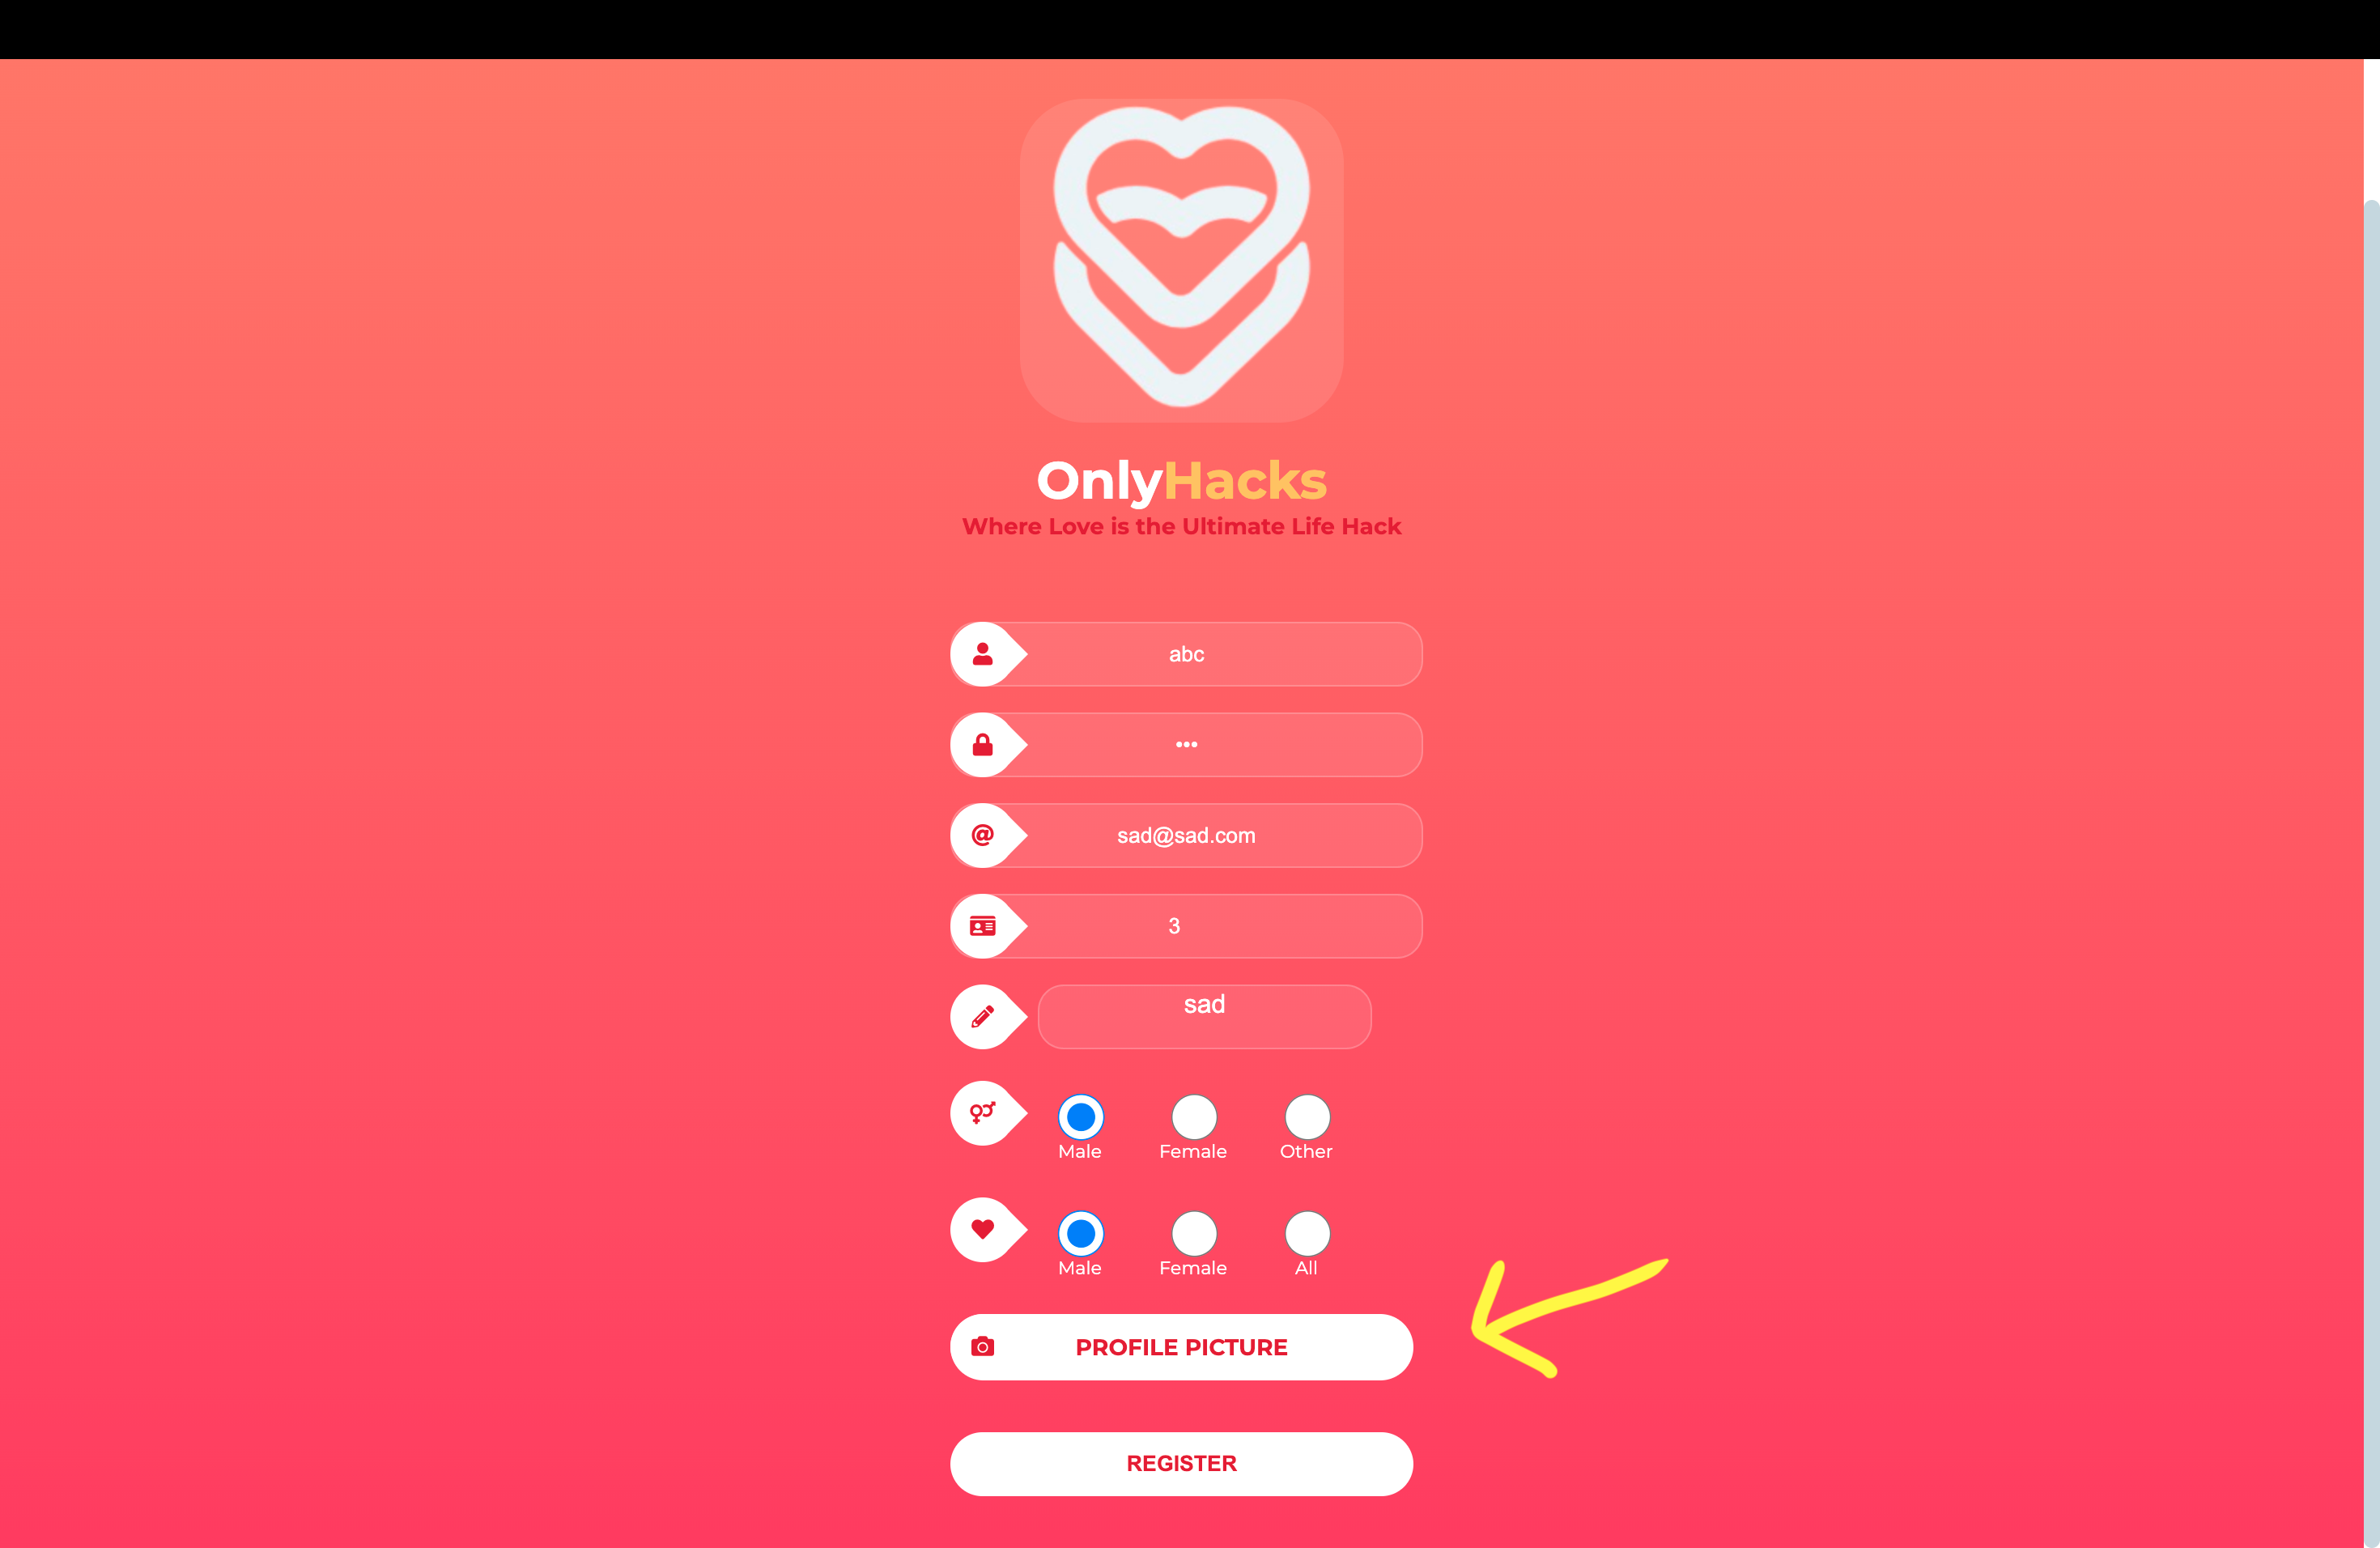 OnlyHacks
Where Love is the Ultimate Life Hack
abc
•••
sad@sad.com
3
sad
Male Female Other
Male Female All
PROFILE PICTURE
REGISTER